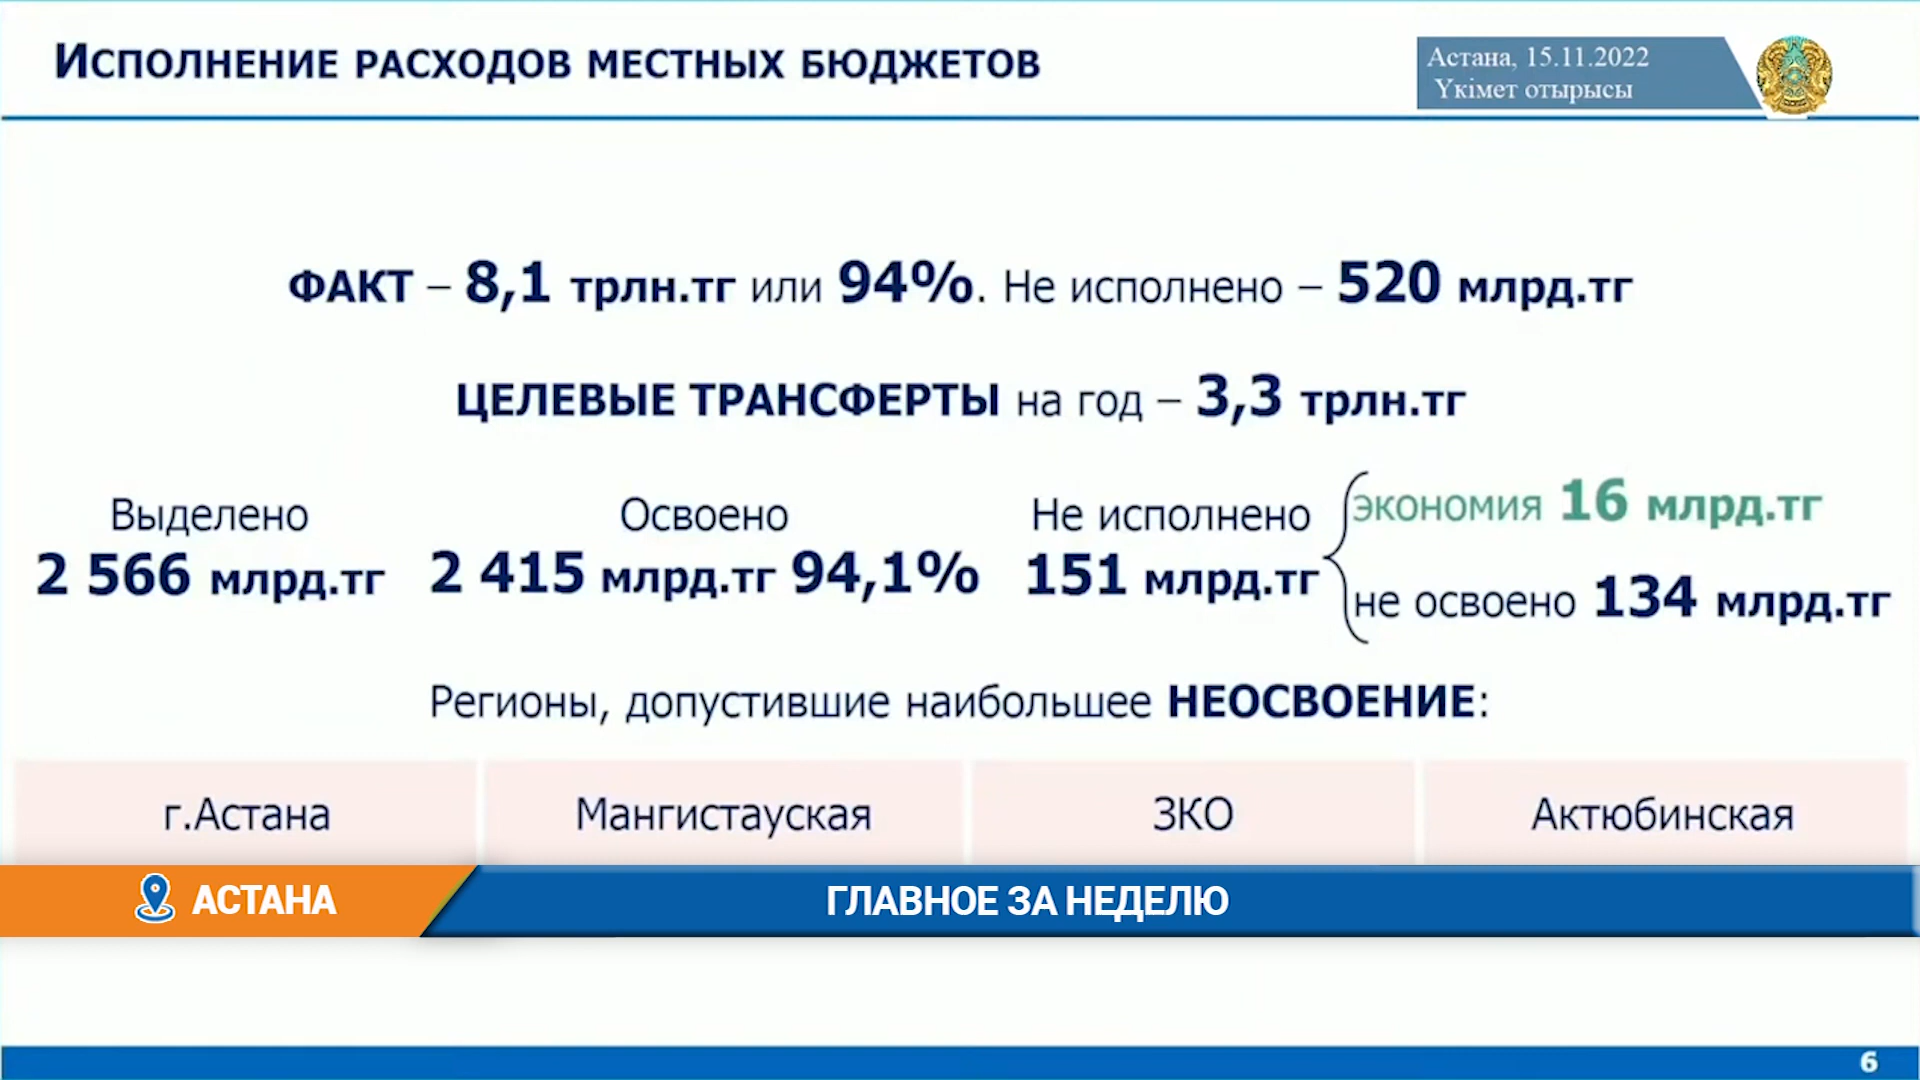 ИСПОЛНЕНИЕ РАСХОДОВ МЕСТНЫХ БЮДЖЕТОВ
Астана, 15.11.2022
Үкімет отырысы
ФАКТ – 8,1 трлн.тг или 94%. Не исполнено – 520 млрд.тг
ЦЕЛЕВЫЕ ТРАНСФЕРТЫ на год – 3,3 трлн.тг
Выделено
2 566 млрд.тг
Освоено
2 415 млрд.тг 94,1%
Не исполнено
151 млрд.тг
экономия 16 млрд.тг
не освоено 134 млрд.тг
Регионы, допустившие наибольшее НЕОСВОЕНИЕ:
г.Астана
Мангистауская
ЗКО
Актюбинская
АСТАНА
ГЛАВНОЕ ЗА НЕДЕЛЮ
6